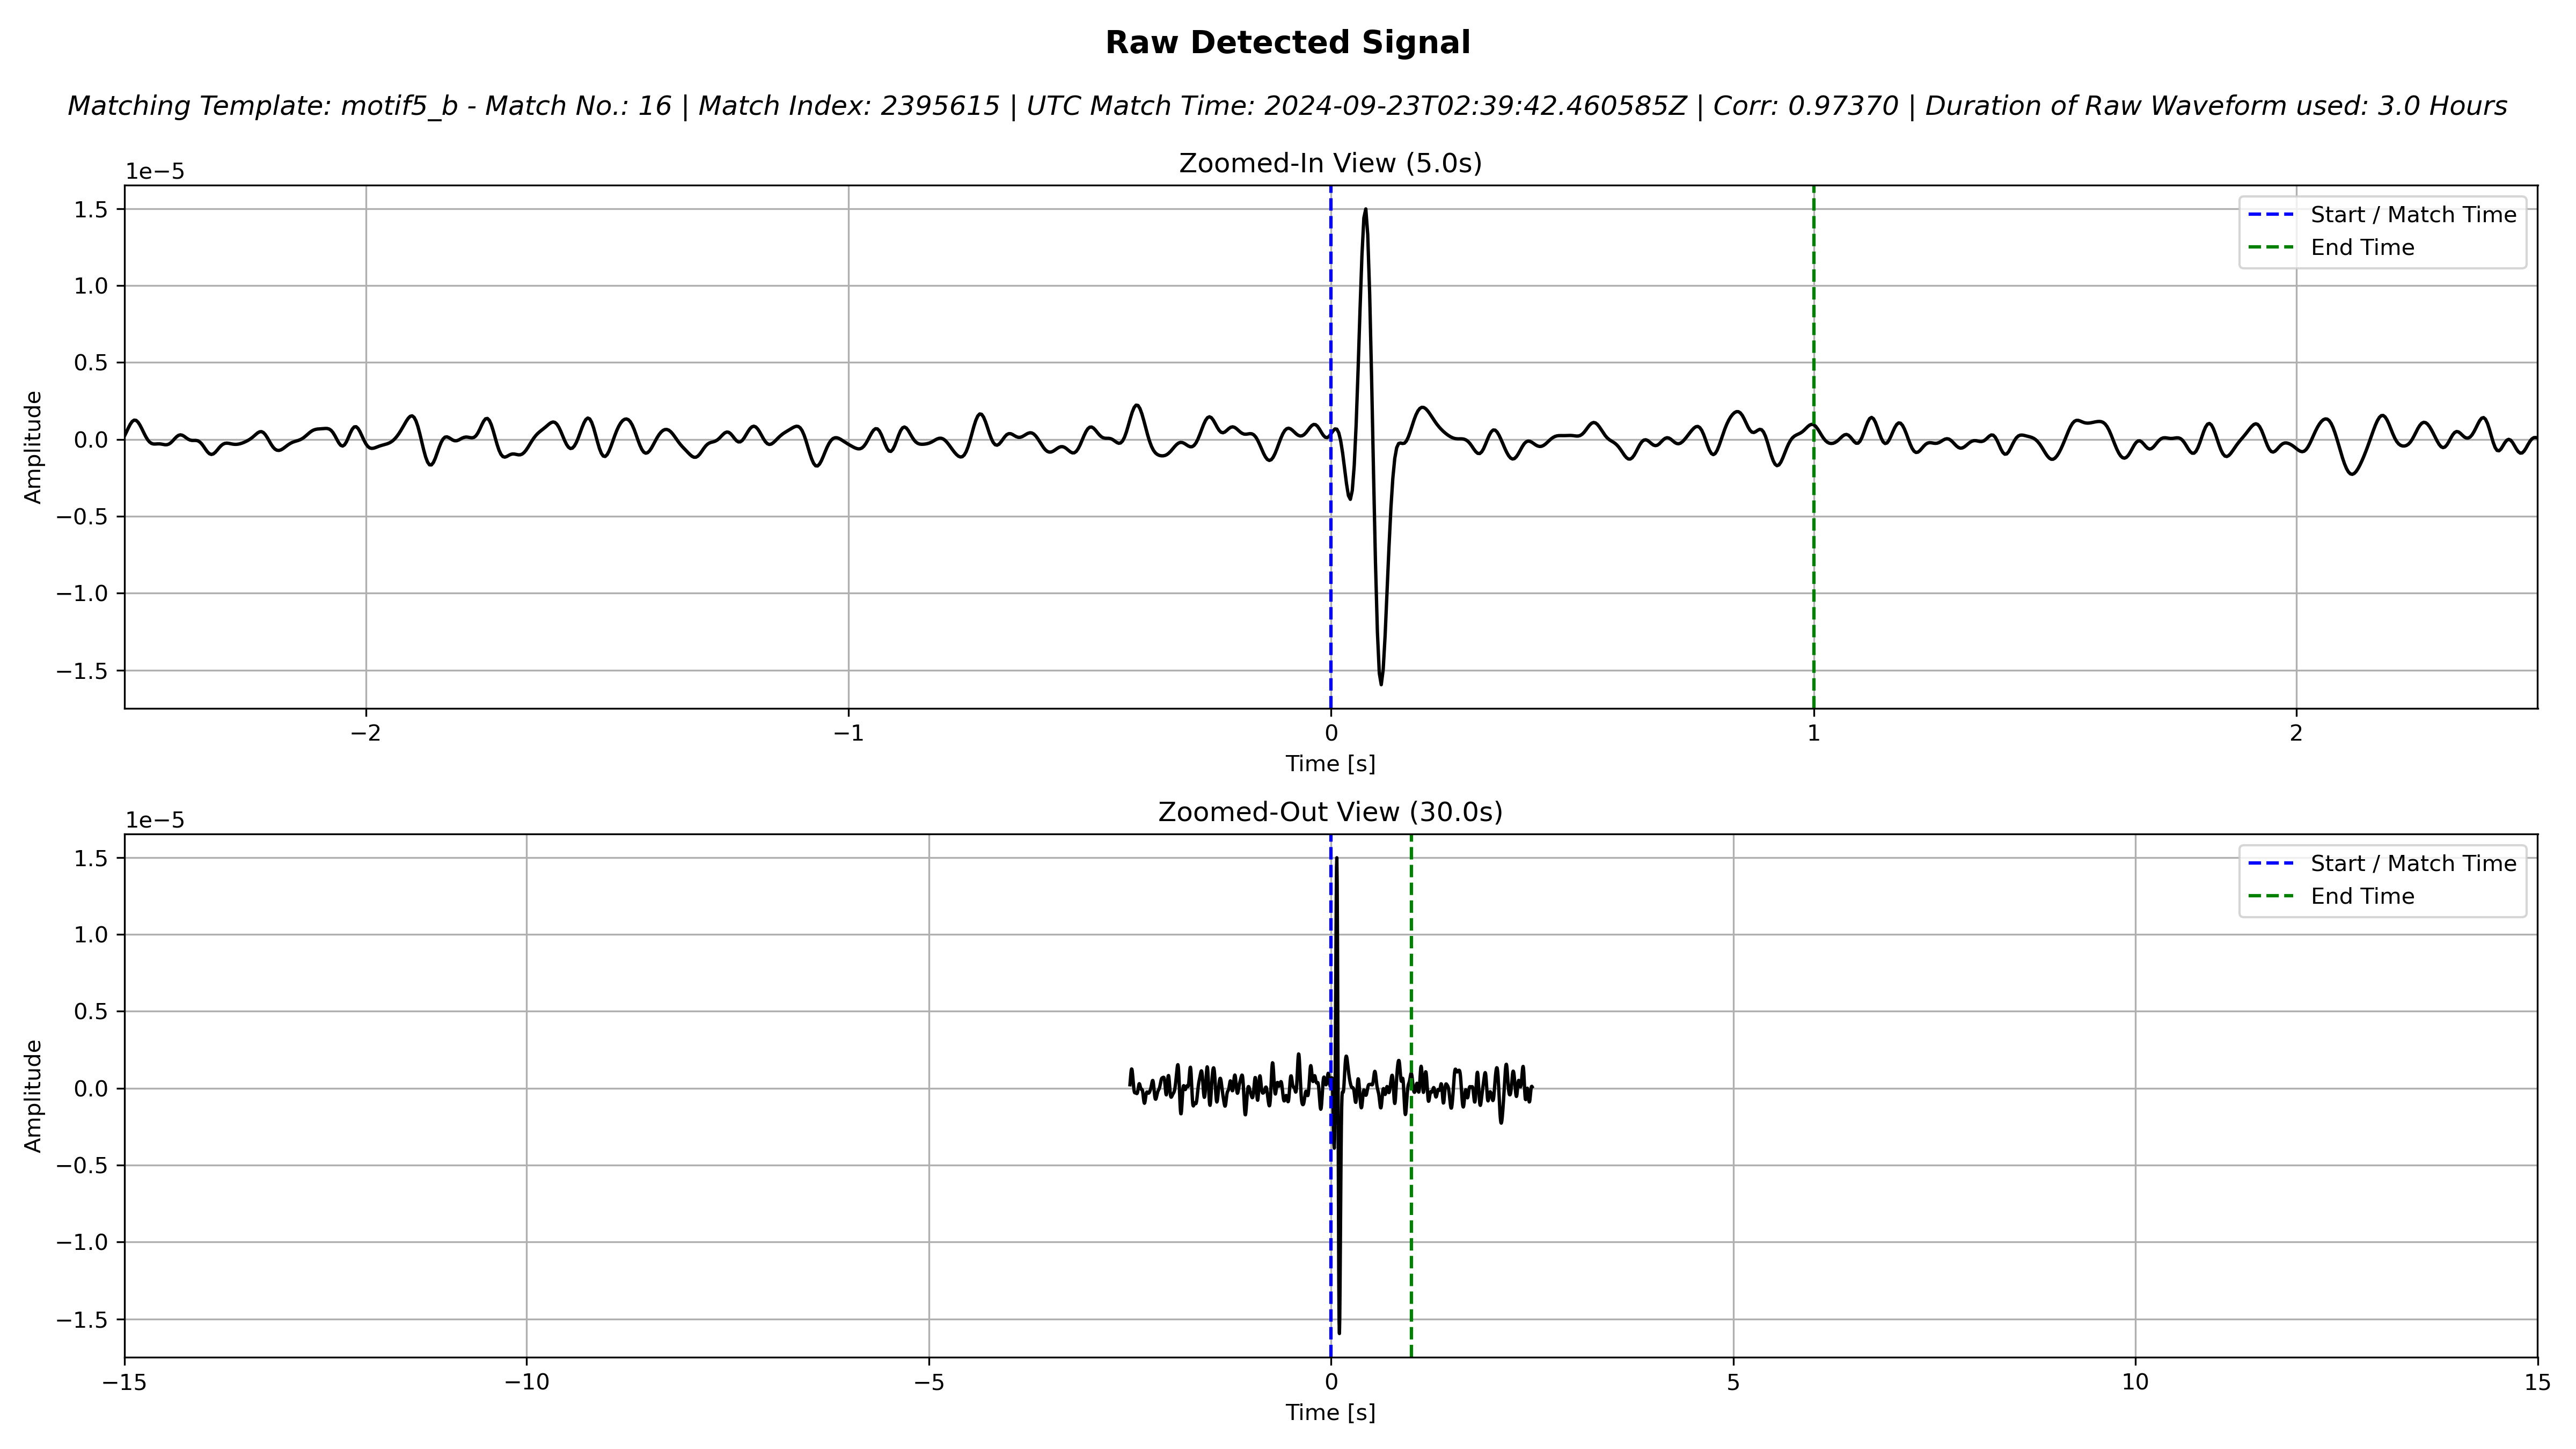 Raw Detected Signal
Matching Template: motif5_b - Match No.: 16 | Match Index: 2395615 | UTC Match Time: 2024-09-23T02:39:42.460585Z | Corr: 0.97370 | Duration of Raw Waveform used: 3.0 Hours
Zoomed-In View (5.0s)
1e−5
1.5
1.0
0.5
0.0
−0.5
−1.0
−1.5
Amplitude
Start / Match Time
End Time
−2
−1
0
1
2
Time [s]
Zoomed-Out View (30.0s)
1e−5
1.5
1.0
0.5
0.0
−0.5
−1.0
−1.5
Amplitude
Start / Match Time
End Time
−15
−10
−5
0
5
10
15
Time [s]